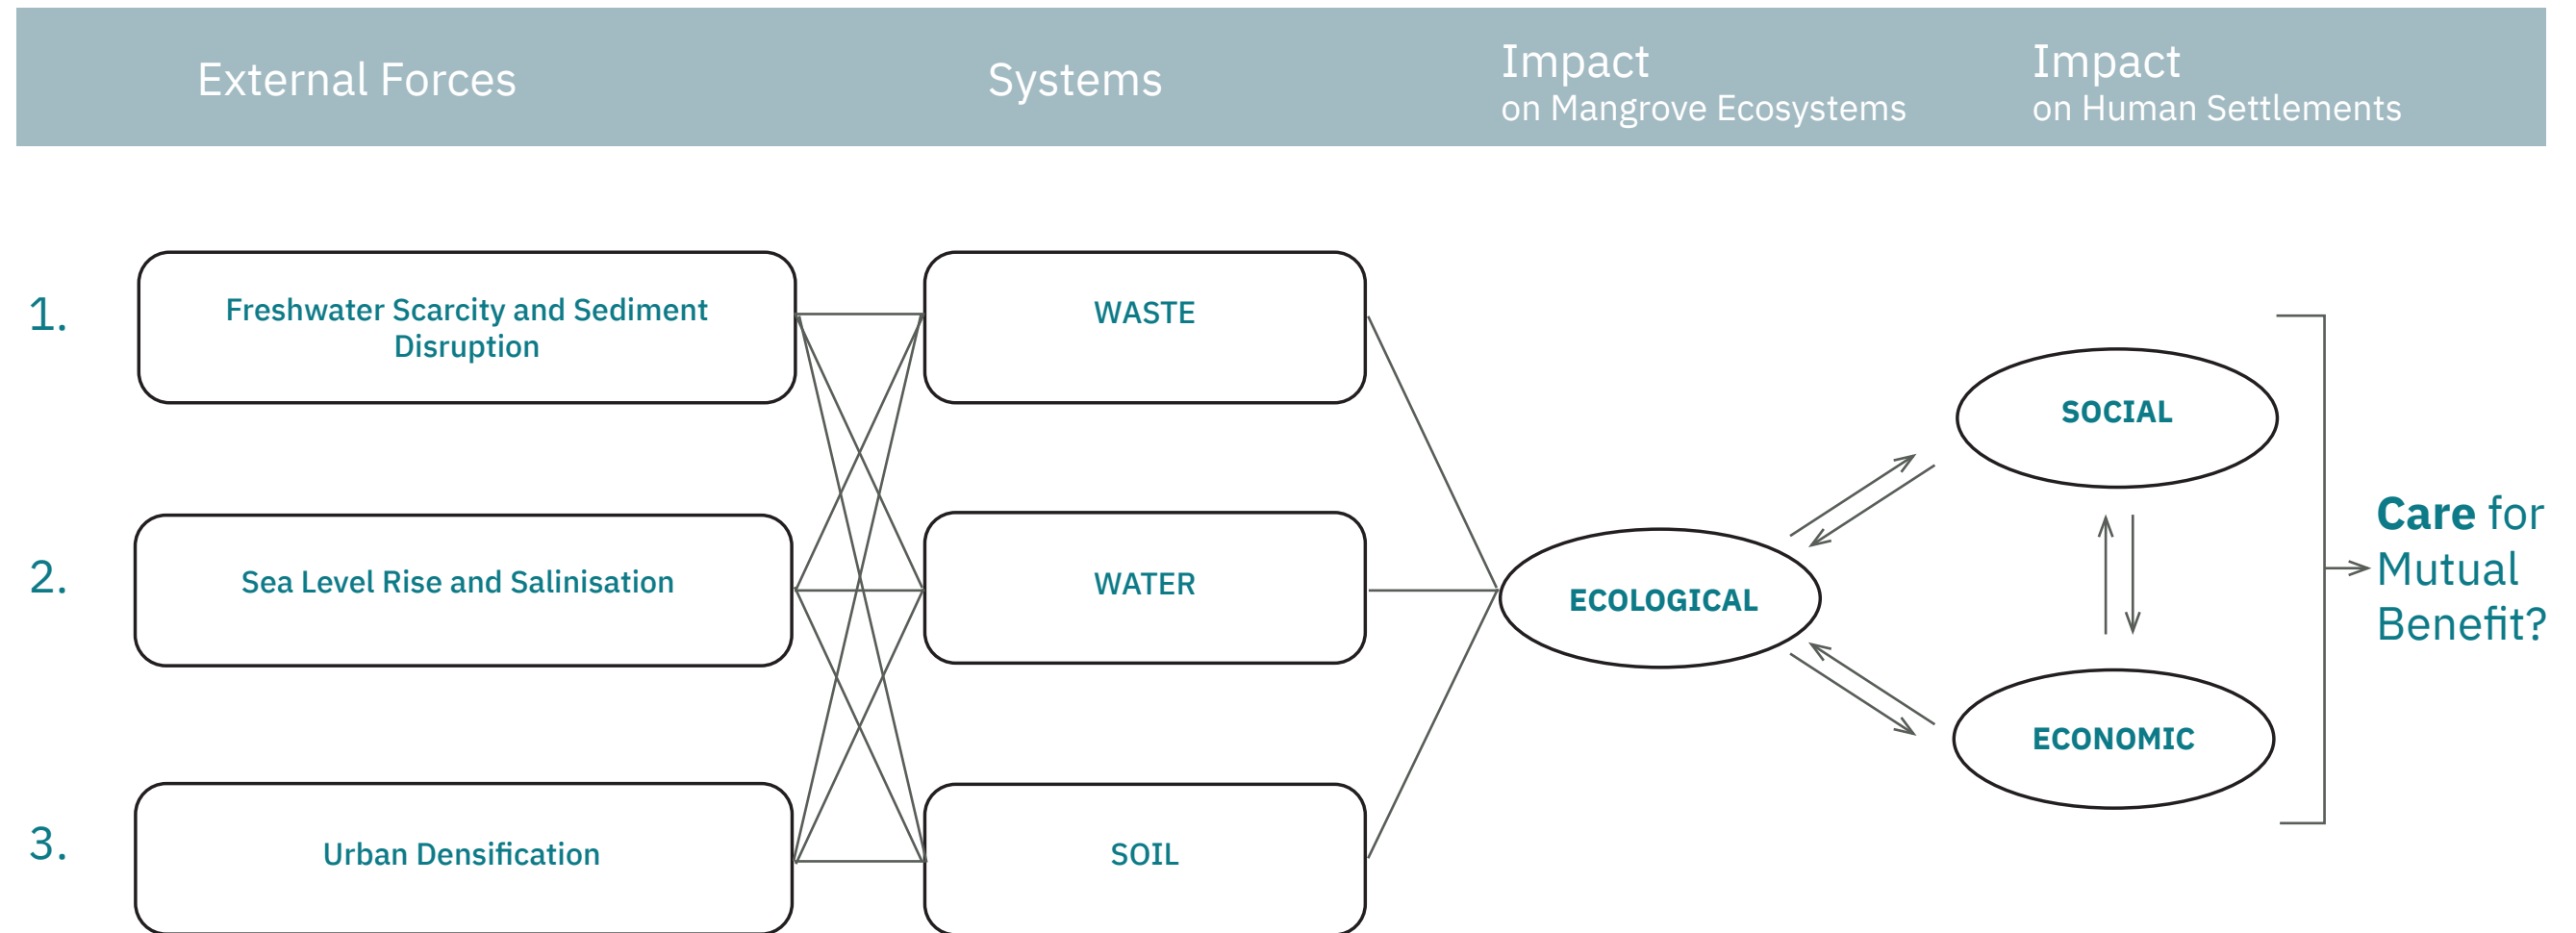 External Forces
Systems
Impact
on Mangrove Ecosystems
Impact
on Human Settlements
1.
Freshwater Scarcity and Sediment
Disruption
WASTE
SOCIAL
2.
Sea Level Rise and Salinisation
WATER
ECOLOGICAL
Care for
Mutual
Benefit?
ECONOMIC
3.
Urban Densification
SOIL